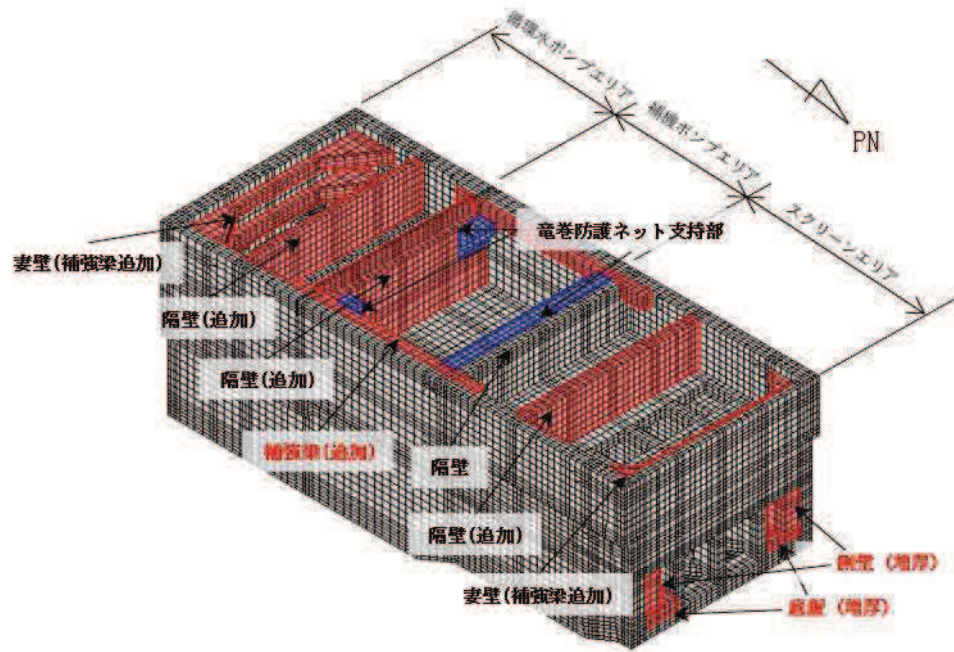 循環水ポンプエリア
補機ポンプエリア
スクリーンエリア
PN
竜巻防護ネット支持部
妻壁(補強梁追加)
隔壁(追加)
隔壁(追加)
補強梁(追加)
隔壁
隔壁(追加)
妻壁(補強梁追加)
側壁（増厚）
底版（増厚）